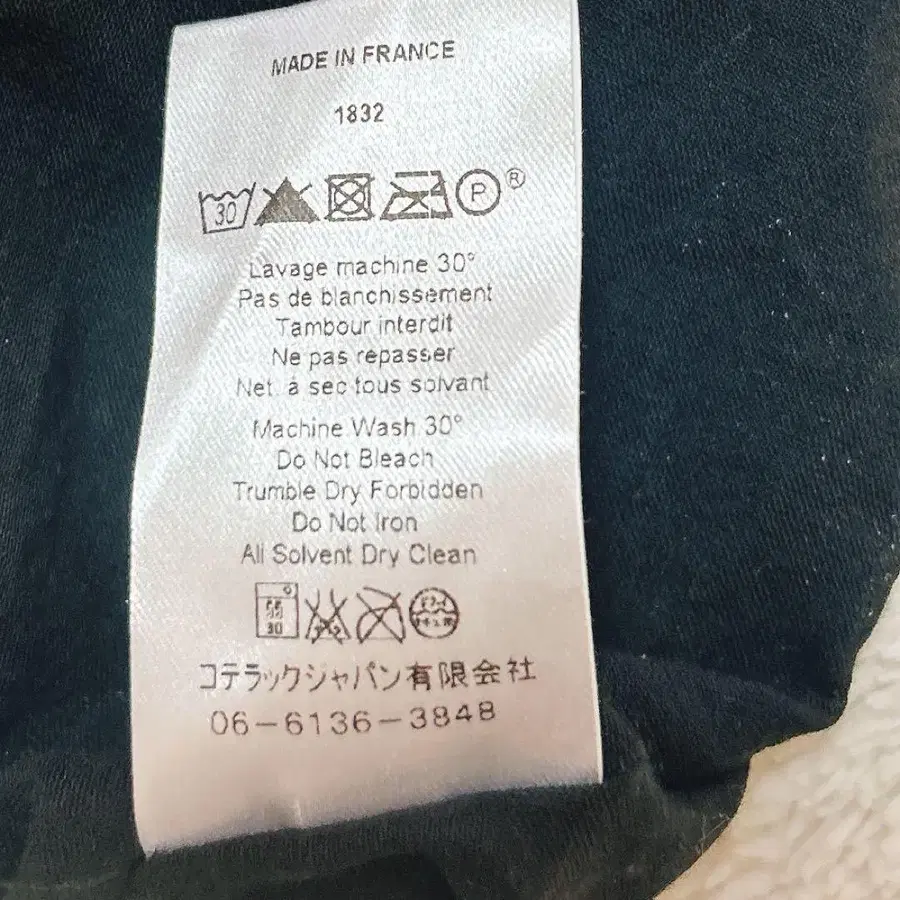 MADE IN FRANCE
1832
30 P ®
Lavage machine 30°
Pas de blanchissement
Tambour interdit
Ne pas repasser
Net. à sec tous solvant
Machine Wash 30°
Do Not Bleach
Trumble Dry Forbidden
Do Not Iron
All Solvent Dry Clean
30
コテラックジャパン有限会社
06-6136-3848